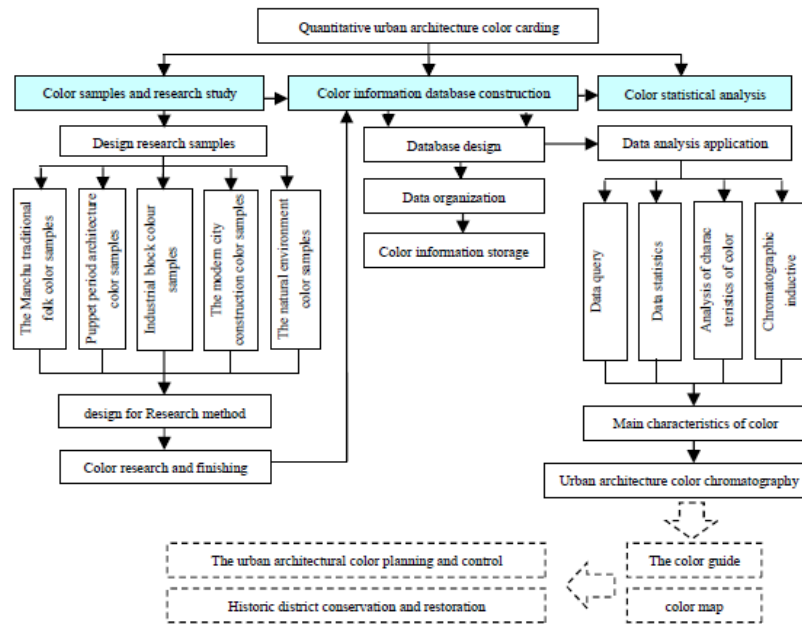 Quantitative urban architecture color carding
Color samples and research study
Color information database construction
Color statistical analysis
Design research samples
Database design
Data analysis application
The Manchu traditional
folk color samples
Puppet period architecture
color samples
Industrial block colour
samples
The modern city
construction color samples
The natural environment
color samples
Data organization
Color information storage
Data query
Data statistics
Analysis of charac
teristics of color
Chromatographic
inductive
design for Research method
Main characteristics of color
Color research and finishing
Urban architecture color chromatography
The urban architectural color planning and control
The color guide
Historic district conservation and restoration
color map